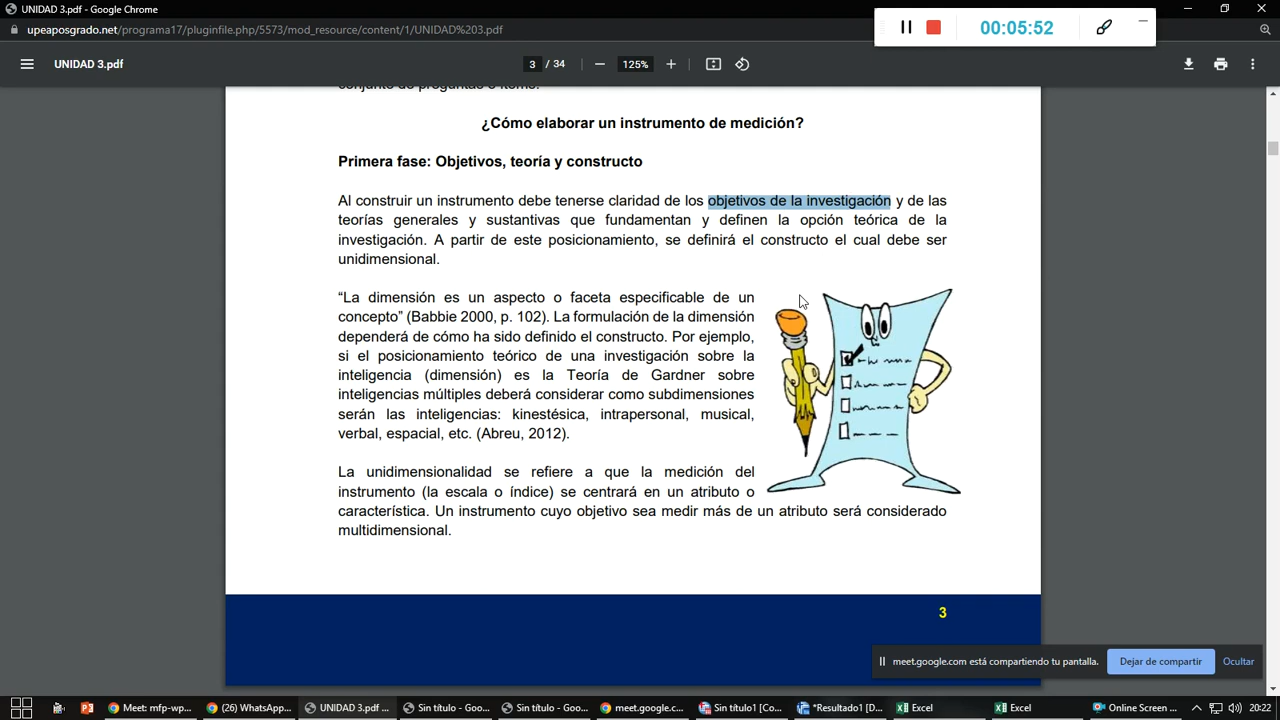 UNIDAD 3.pdf - Google Chrome
upeaposgrado.net/programa17/pluginfile.php/5573/mod_resource/content/1/UNIDAD%203.pdf
00:05:52
UNIDAD 3.pdf
3 / 34
125%
conjunto de preguntas o ítems.
¿Cómo elaborar un instrumento de medición?
Primera fase: Objetivos, teoría y constructo
Al construir un instrumento debe tenerse claridad de los objetivos de la investigación y de las
teorías generales y sustantivas que fundamentan y definen la opción teórica de la
investigación. A partir de este posicionamiento, se definirá el constructo el cual debe ser
unidimensional.
“La dimensión es un aspecto o faceta especificable de un
concepto” (Babbie 2000, p. 102). La formulación de la dimensión
dependerá de cómo ha sido definido el constructo. Por ejemplo,
si el posicionamiento teórico de una investigación sobre la
inteligencia (dimensión) es la Teoría de Gardner sobre
inteligencias múltiples deberá considerar como subdimensiones
serán las inteligencias: kinestésica, intrapersonal, musical,
verbal, espacial, etc. (Abreu, 2012).
La unidimensionalidad se refiere a que la medición del
instrumento (la escala o índice) se centrará en un atributo o
característica. Un instrumento cuyo objetivo sea medir más de un atributo será considerado
multidimensional.
3
meet.google.com está compartiendo tu pantalla.
Dejar de compartir
Ocultar
Meet: mfp-wp...
(26) WhatsApp...
UNIDAD 3.pdf ...
Sin título - Goo...
Sin título - Goo...
meet.google.c...
Sin título1 [Co...
*Resultado1 [D...
Excel
Excel
Online Screen ...
20:22